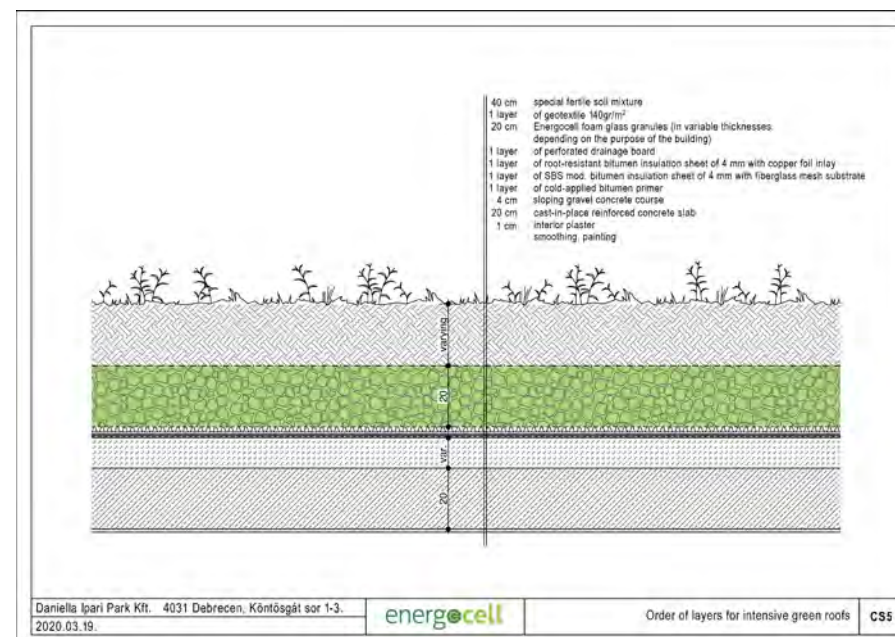 40 cm special fertile soil mixture
1 layer of geotextile 140gr/m²
20 cm Energocell foam glass granules (in variable thicknesses
depending on the purpose of the building)
1 layer of perforated drainage board
1 layer of root-resistant bitumen insulation sheet of 4 mm with copper foil inlay
1 layer of SBS mod. bitumen insulation sheet of 4 mm with fiberglass mesh substrate
1 layer of cold-applied bitumen primer
4 cm sloping gravel concrete course
20 cm cast-in-place reinforced concrete slab
1 cm interior plaster
smoothing, painting
varying
20
var.
20
Daniella Ipari Park Kft. 4031 Debrecen, Köntösgát sor 1-3.
2020.03.19.
energocell
Order of layers for intensive green roofs
CS5